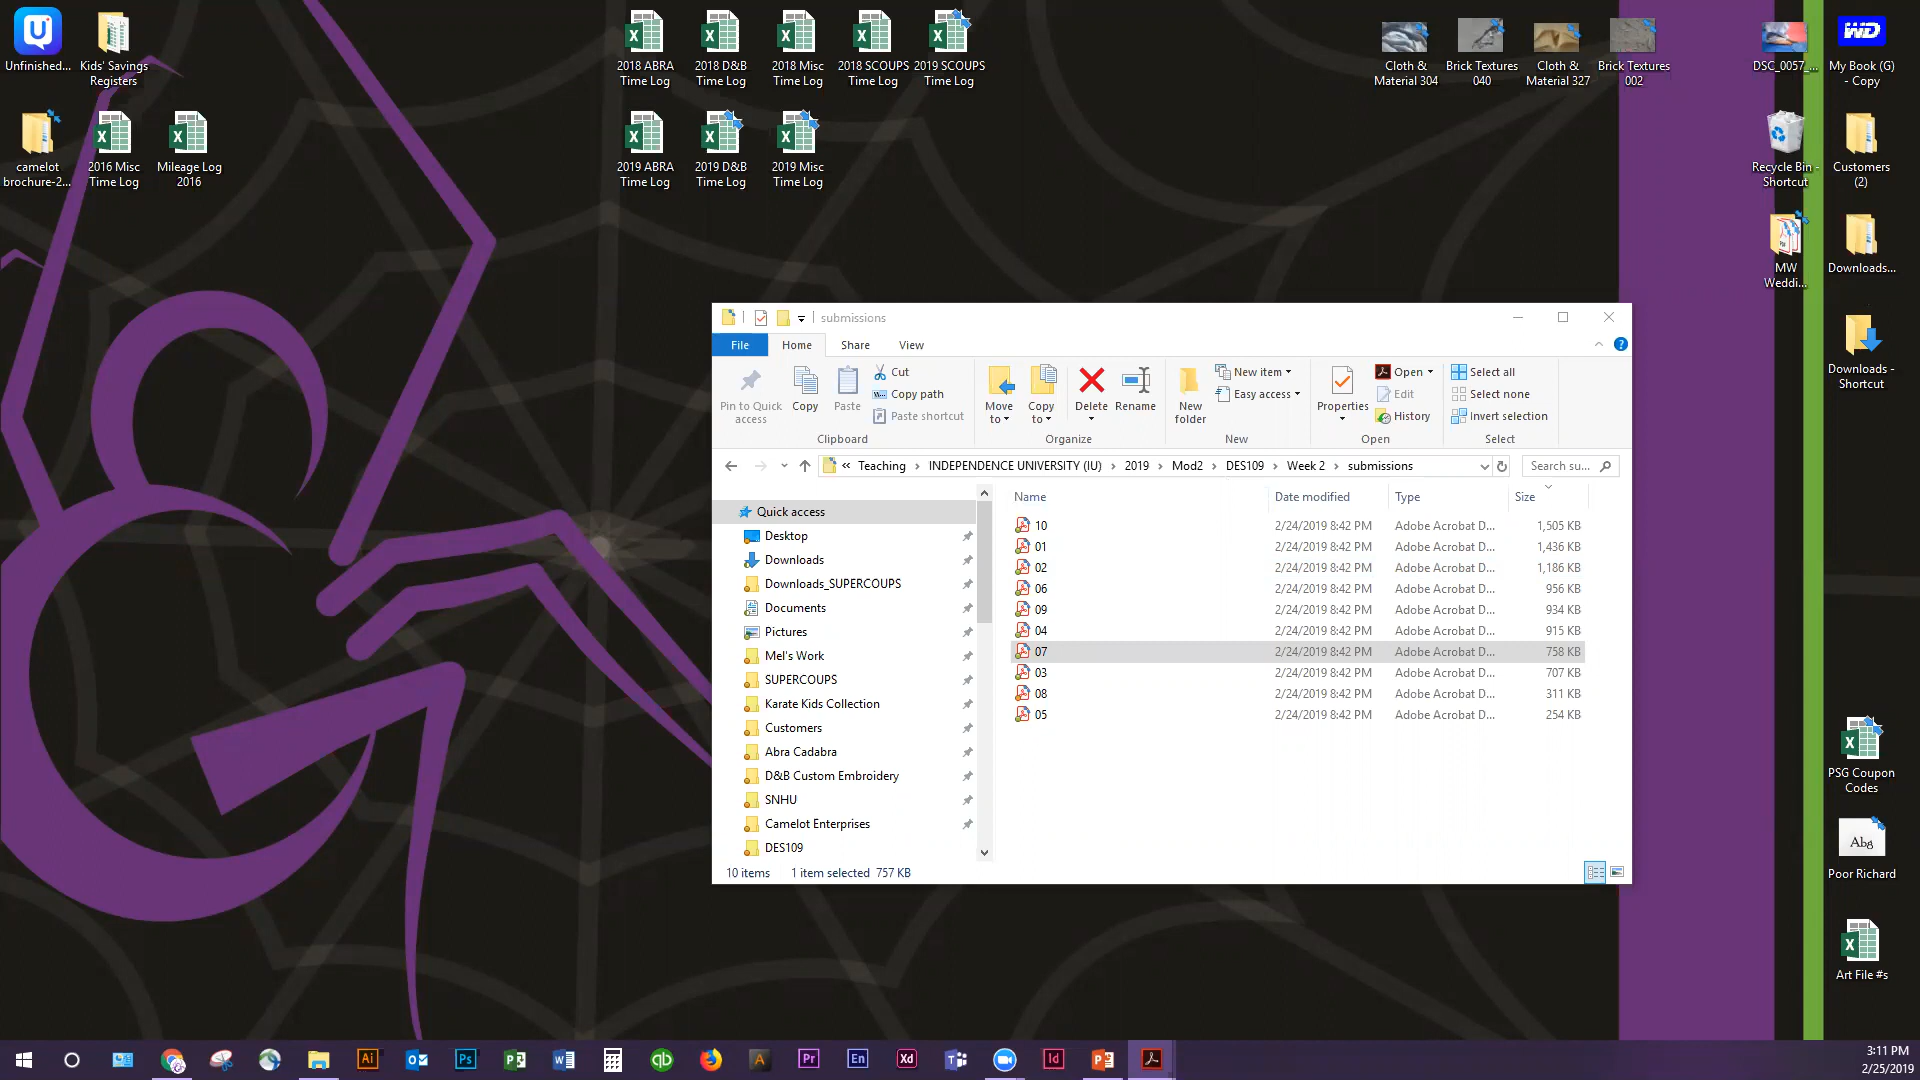 Unfinished...
Kids' Savings
Registers
2018 ABRA
Time Log
2018 D&B
Time Log
2018 Misc
Time Log
2018 SCOUPS
Time Log
2019 SCOUPS
Time Log
Cloth &
Material 304
Brick Textures
040
Cloth &
Material 327
Brick Textures
002
DSC_0057_...
WD
My Book (G)
- Copy
camelot
brochure-2...
2016 Misc
Time Log
Mileage Log
2016
2019 ABRA
Time Log
2019 D&B
Time Log
2019 Misc
Time Log
Recycle Bin -
Shortcut
Customers
(2)
MW
Weddi...
Downloads...
Downloads -
Shortcut
PSG Coupon
Codes
Abg
Poor Richard
Art File #s
submissions
File
Home
Share
View
Pin to Quick
access
Copy
Paste
Cut
Copy path
Paste shortcut
Clipboard
Move
to
Copy
to
Delete
Rename
Organize
New
folder
New item
Easy access
New
Properties
Open
Edit
History
Open
Select all
Select none
Invert selection
Select
« Teaching > INDEPENDENCE UNIVERSITY (IU) > 2019 > Mod2 > DES109 > Week 2 > submissions
Search su...
Quick access
Desktop
Downloads
Downloads_SUPERCOUPS
Documents
Pictures
Mel's Work
SUPERCOUPS
Karate Kids Collection
Customers
Abra Cadabra
D&B Custom Embroidery
SNHU
Camelot Enterprises
DES109
Name Date modified Type Size
10 2/24/2019 8:42 PM Adobe Acrobat D... 1,505 KB
01 2/24/2019 8:42 PM Adobe Acrobat D... 1,436 KB
02 2/24/2019 8:42 PM Adobe Acrobat D... 1,186 KB
06 2/24/2019 8:42 PM Adobe Acrobat D... 956 KB
09 2/24/2019 8:42 PM Adobe Acrobat D... 934 KB
04 2/24/2019 8:42 PM Adobe Acrobat D... 915 KB
07 2/24/2019 8:42 PM Adobe Acrobat D... 758 KB
03 2/24/2019 8:42 PM Adobe Acrobat D... 707 KB
08 2/24/2019 8:42 PM Adobe Acrobat D... 311 KB
05 2/24/2019 8:42 PM Adobe Acrobat D... 254 KB
10 items 1 item selected 757 KB
Ai
Ps
qb
Pr
En
Xd
Id
3:11 PM
2/25/2019